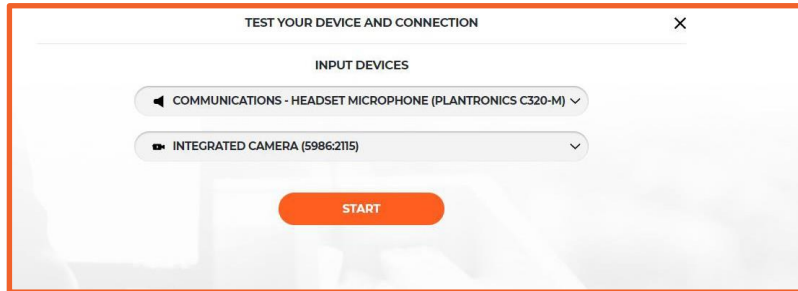 TEST YOUR DEVICE AND CONNECTION
INPUT DEVICES
COMMUNICATIONS - HEADSET MICROPHONE (PLANTRONICS C320-M)
INTEGRATED CAMERA (5986:2115)
START